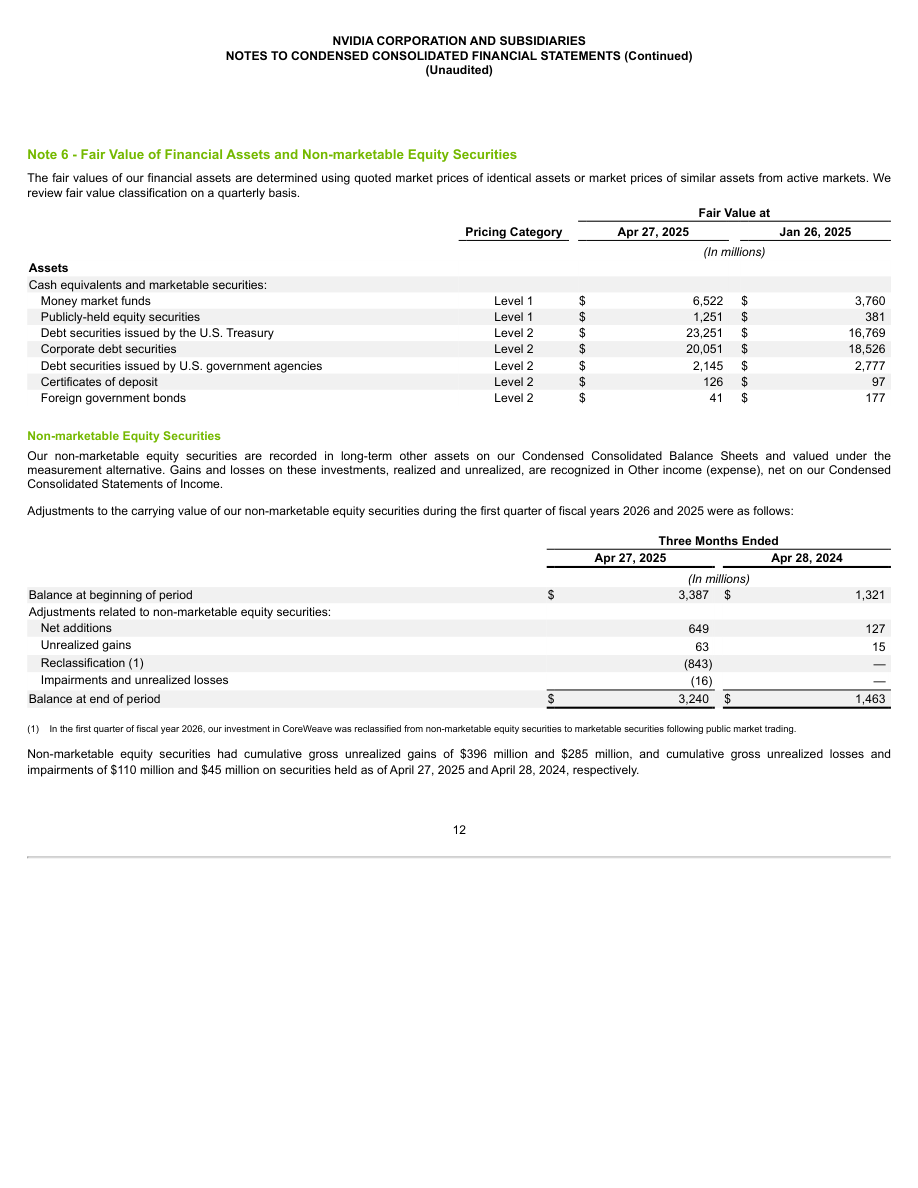 NVIDIA CORPORATION AND SUBSIDIARIES
NOTES TO CONDENSED CONSOLIDATED FINANCIAL STATEMENTS (Continued)
(Unaudited)
Note 6 - Fair Value of Financial Assets and Non-marketable Equity Securities
The fair values of our financial assets are determined using quoted market prices of identical assets or market prices of similar assets from active markets. We
review fair value classification on a quarterly basis.
Fair Value at
Pricing Category Apr 27, 2025 Jan 26, 2025
(In millions)
Assets
Cash equivalents and marketable securities:
Money market funds Level 1 $ 6,522 $ 3,760
Publicly-held equity securities Level 1 $ 1,251 $ 381
Debt securities issued by the U.S. Treasury Level 2 $ 23,251 $ 16,769
Corporate debt securities Level 2 $ 20,051 $ 18,526
Debt securities issued by U.S. government agencies Level 2 $ 2,145 $ 2,777
Certificates of deposit Level 2 $ 126 $ 97
Foreign government bonds Level 2 $ 41 $ 177
Non-marketable Equity Securities
Our non-marketable equity securities are recorded in long-term other assets on our Condensed Consolidated Balance Sheets and valued under the
measurement alternative. Gains and losses on these investments, realized and unrealized, are recognized in Other income (expense), net on our Condensed
Consolidated Statements of Income.
Adjustments to the carrying value of our non-marketable equity securities during the first quarter of fiscal years 2026 and 2025 were as follows:
Three Months Ended
Apr 27, 2025 Apr 28, 2024
(In millions)
Balance at beginning of period $ 3,387 $ 1,321
Adjustments related to non-marketable equity securities:
Net additions 649 127
Unrealized gains 63 15
Reclassification (1) (843) —
Impairments and unrealized losses (16) —
Balance at end of period $ 3,240 $ 1,463
(1) In the first quarter of fiscal year 2026, our investment in CoreWeave was reclassified from non-marketable equity securities to marketable securities following public market trading.
Non-marketable equity securities had cumulative gross unrealized gains of $396 million and $285 million, and cumulative gross unrealized losses and
impairments of $110 million and $45 million on securities held as of April 27, 2025 and April 28, 2024, respectively.
12